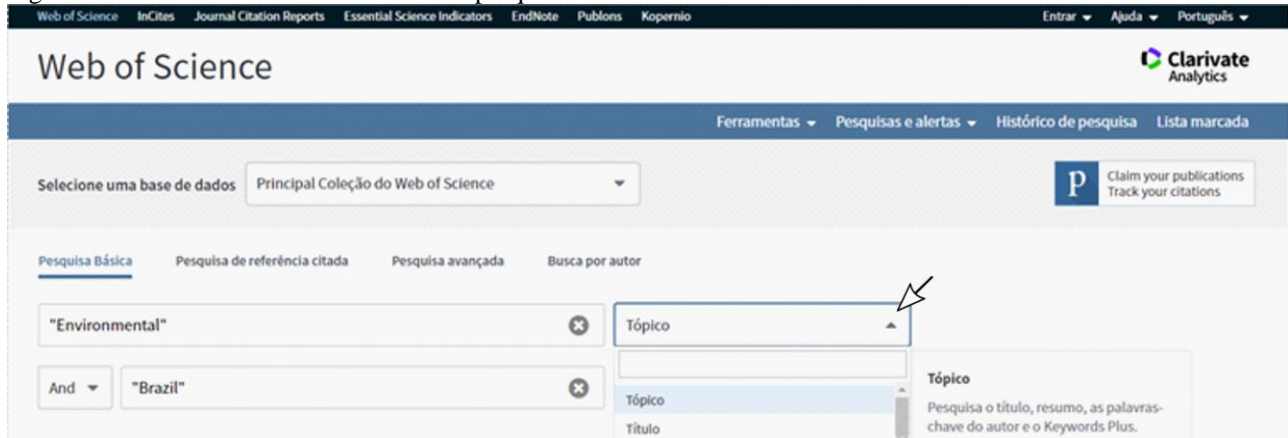 Web of Science InCites Journal Citation Reports Essential Science Indicators EndNote Publons Kopernio Entrar Ajuda Português
Web of Science
Clarivate
Analytics
Ferramentas Pesquisas e alertas Histórico de pesquisa Lista marcada
Selecione uma base de dados Principal Coleção do Web of Science
p
Claim your publications
Track your citations
Pesquisa Básica Pesquisa de referência citada Pesquisa avançada Busca por autor
"Environmental" Tópico
And "Brazil"
Tópico
Título
Tópico
Pesquisa o título, resumo, as palavras-
chave do autor e o Keywords Plus.